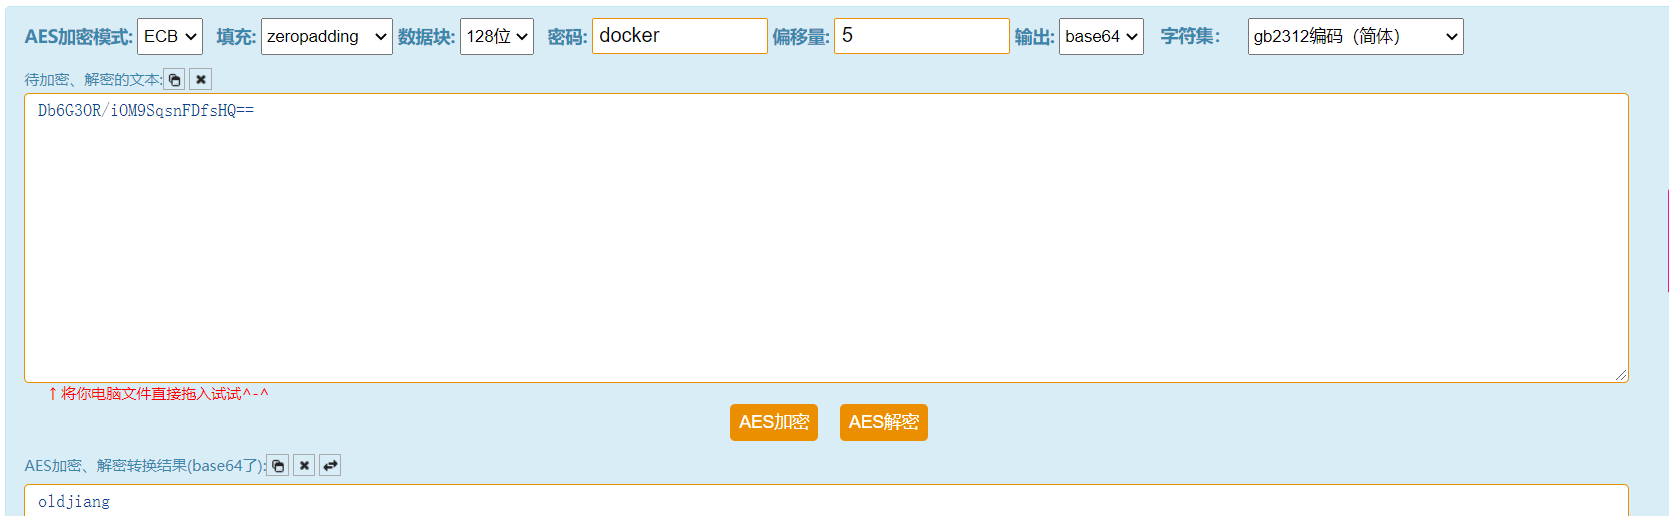 AES加密模式: ECB 填充: zeropadding 数据块: 128位 密码: docker 偏移量: 5 输出: base64 字符集: gb2312编码（简体）
待加密、解密的文本:
Db6G3OR/iOM9SqsnFDfsHQ==
↑将你电脑文件直接拖入试试^-^
AES加密 AES解密
AES加密、解密转换结果(base64了):
oldjiang